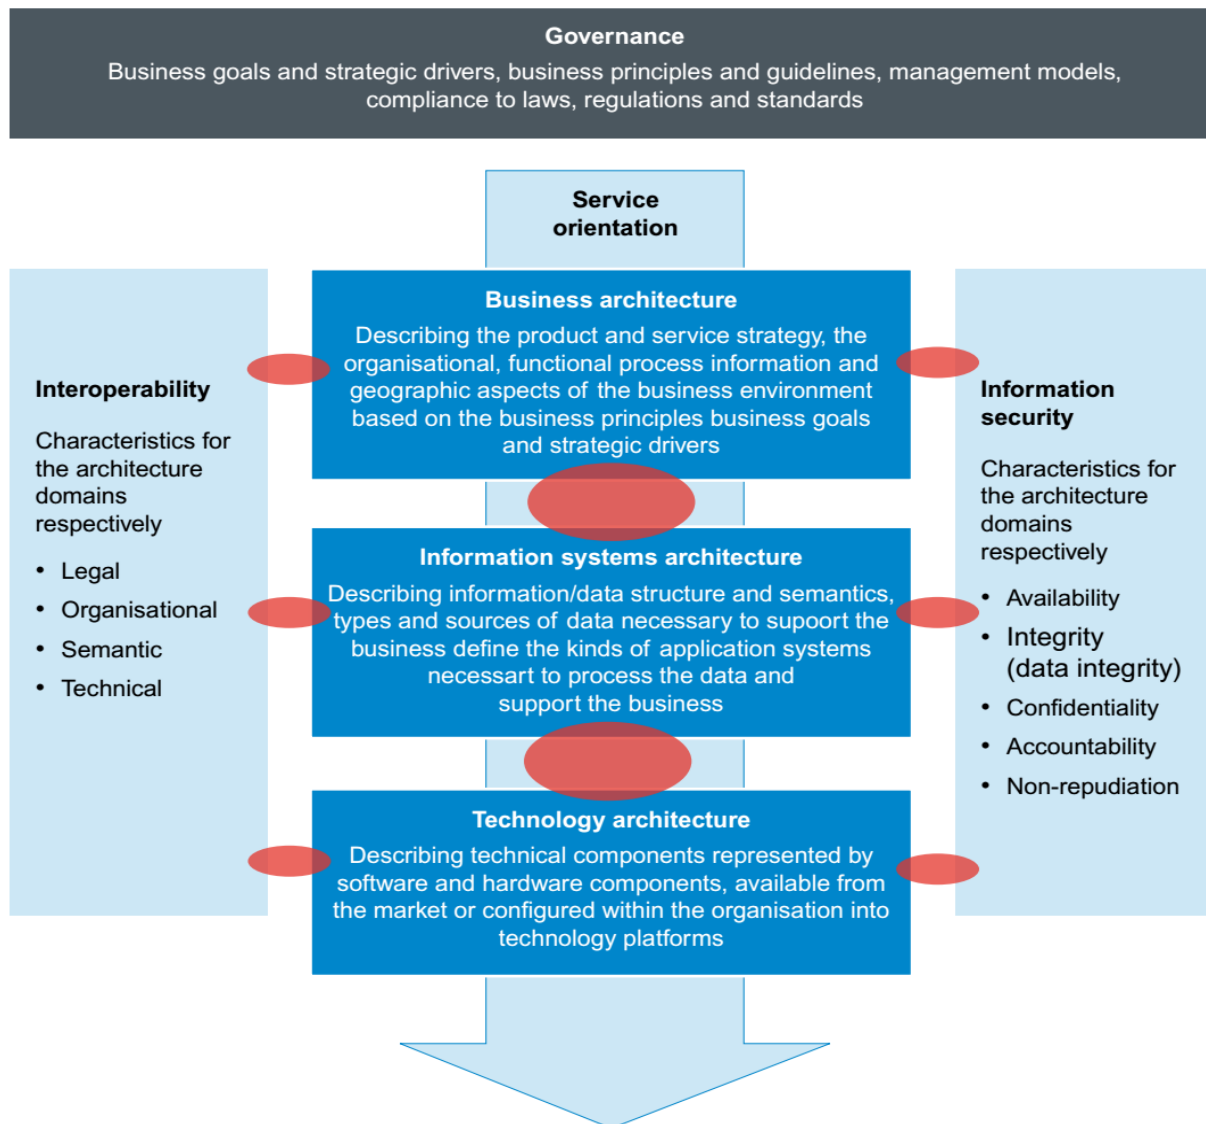 Governance
Business goals and strategic drivers, business principles and guidelines, management models,
compliance to laws, regulations and standards
Service
orientation
Business architecture
Describing the product and service strategy, the
organisational, functional process information and
geographic aspects of the business environment
based on the business principles business goals
and strategic drivers
Interoperability
Characteristics for
the architecture
domains
respectively
• Legal
• Organisational
• Semantic
• Technical
Information systems architecture
Describing information/data structure and semantics,
types and sources of data necessary to supoort the
business define the kinds of application systems
necessart to process the data and
support the business
Information
security
Characteristics for
the architecture
domains
respectively
• Availability
• Integrity
(data integrity)
• Confidentiality
• Accountability
• Non-repudiation
Technology architecture
Describing technical components represented by
software and hardware components, available from
the market or configured within the organisation into
technology platforms